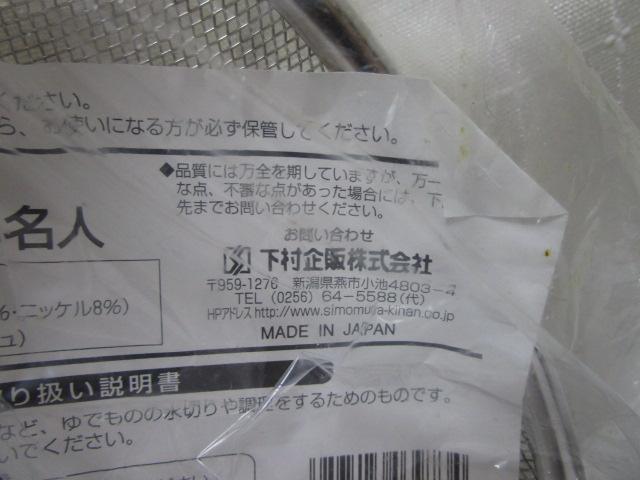 ください。
ら、お使いになる方が必ず保管してください。
◆品質には万全を期していますが、万一
な点、不審な点があった場合には、下
先までお問い合わせください。
名人
お問い合わせ
下村企販株式会社
〒959-1276 新潟県燕市小池4803-4
TEL (0256) 64-5588(代)
HPアドレス http://www.simomura-kihan.co.jp
MADE IN JAPAN
%・ニッケル8%)
ュ)
り扱い説明書
など、ゆでものの水切りや調理をするためのものです。
いでください。